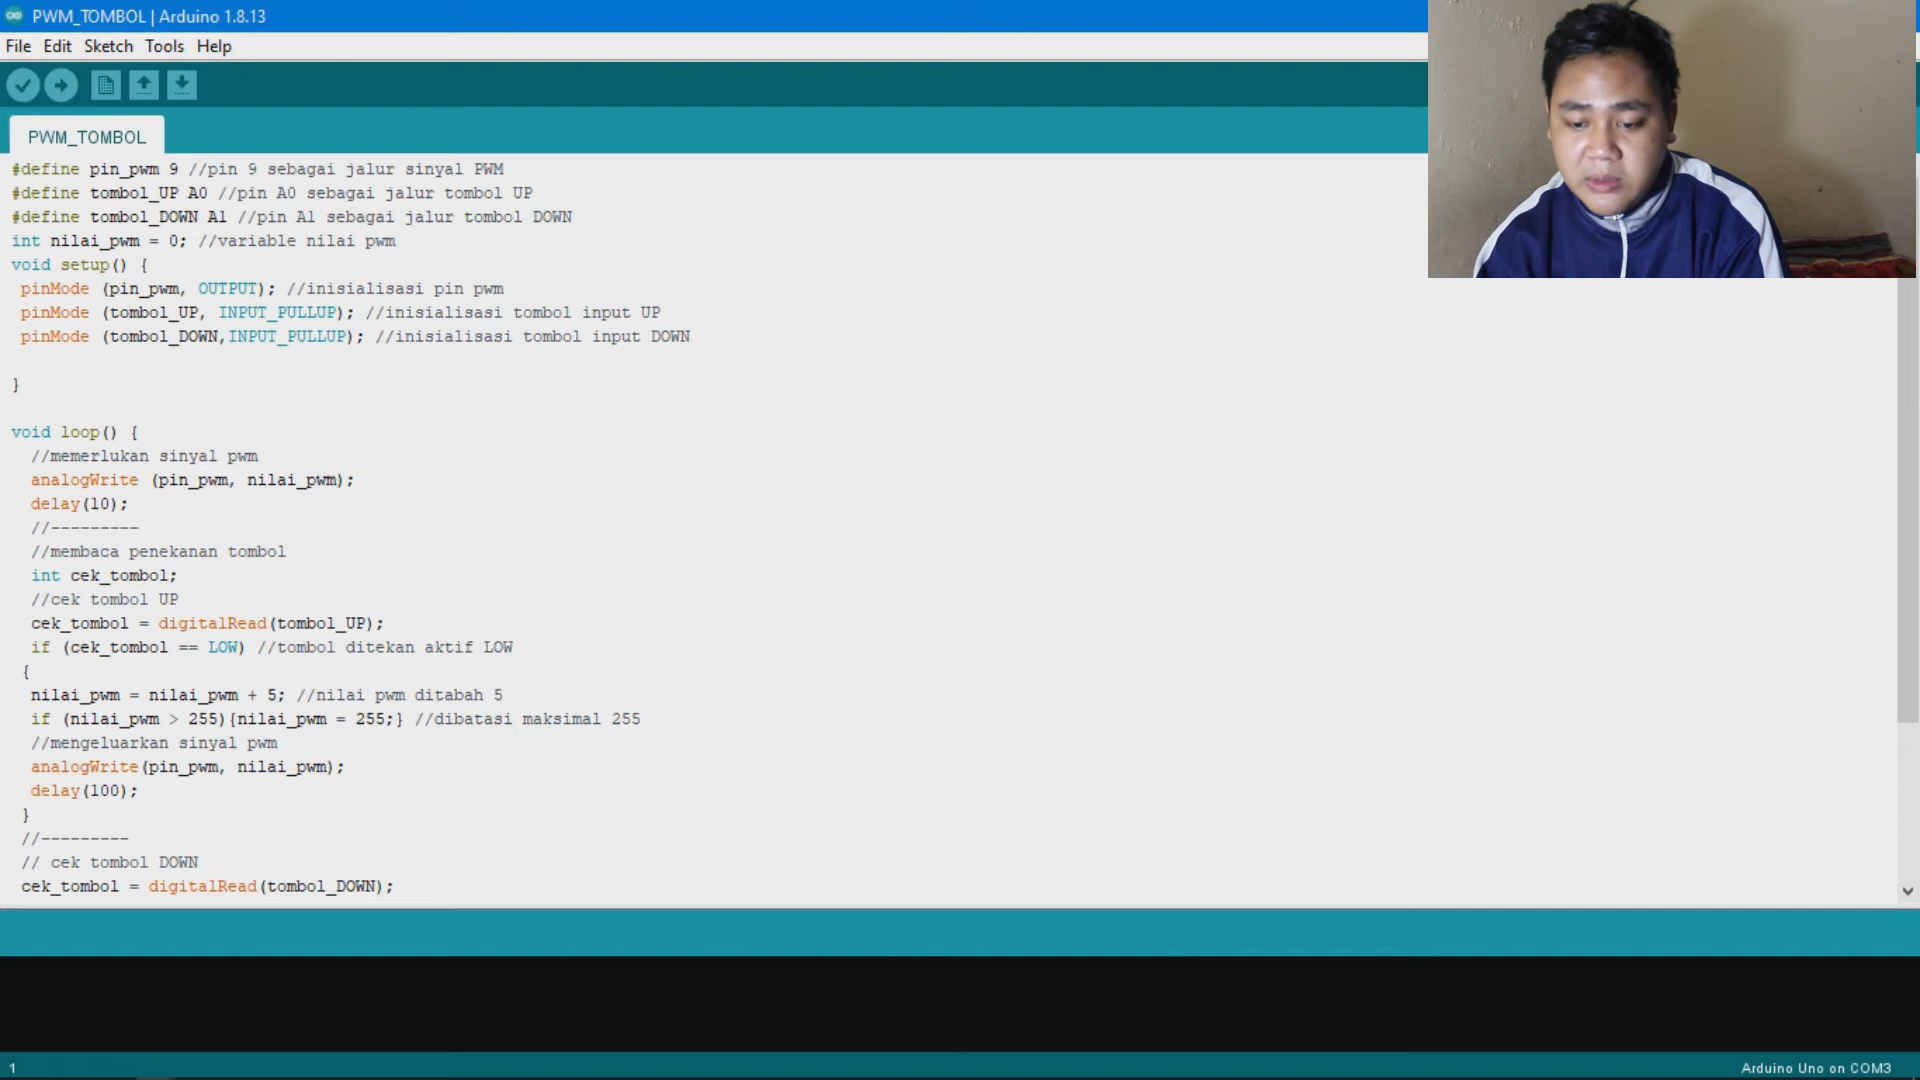 PWM_TOMBOL | Arduino 1.8.13
File Edit Sketch Tools Help
PWM_TOMBOL
#define pin_pwm 9 //pin 9 sebagai jalur sinyal PWM
#define tombol_UP A0 //pin A0 sebagai jalur tombol UP
#define tombol_DOWN A1 //pin A1 sebagai jalur tombol DOWN
int nilai_pwm = 0; //variable nilai pwm
void setup() {
pinMode (pin_pwm, OUTPUT); //inisialisasi pin pwm
pinMode (tombol_UP, INPUT_PULLUP); //inisialisasi tombol input UP
pinMode (tombol_DOWN,INPUT_PULLUP); //inisialisasi tombol input DOWN
}
void loop() {
//memerlukan sinyal pwm
analogWrite (pin_pwm, nilai_pwm);
delay(10);
//---------
//membaca penekanan tombol
int cek_tombol;
//cek tombol UP
cek_tombol = digitalRead(tombol_UP);
if (cek_tombol == LOW) //tombol ditekan aktif LOW
{
nilai_pwm = nilai_pwm + 5; //nilai pwm ditabah 5
if (nilai_pwm > 255){nilai_pwm = 255;} //dibatasi maksimal 255
//mengeluarkan sinyal pwm
analogWrite(pin_pwm, nilai_pwm);
delay(100);
}
//---------
// cek tombol DOWN
cek_tombol = digitalRead(tombol_DOWN);
1
Arduino Uno on COM3